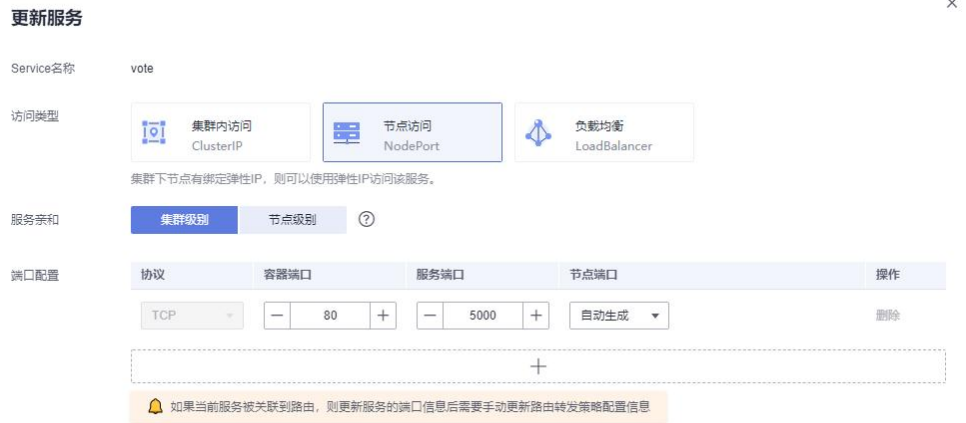 更新服务
Service名称 vote
访问类型
集群内访问 节点访问 负载均衡
ClusterIP NodePort LoadBalancer
集群下节点有绑定弹性IP，则可以使用弹性IP访问该服务。
服务亲和 集群级别 节点级别 ?
端口配置 协议 容器端口 服务端口 节点端口 操作
TCP 80 5000 自动生成 删除
如果当前服务被关联到路由，则更新服务的端口信息后需要手动更新路由转发策略配置信息